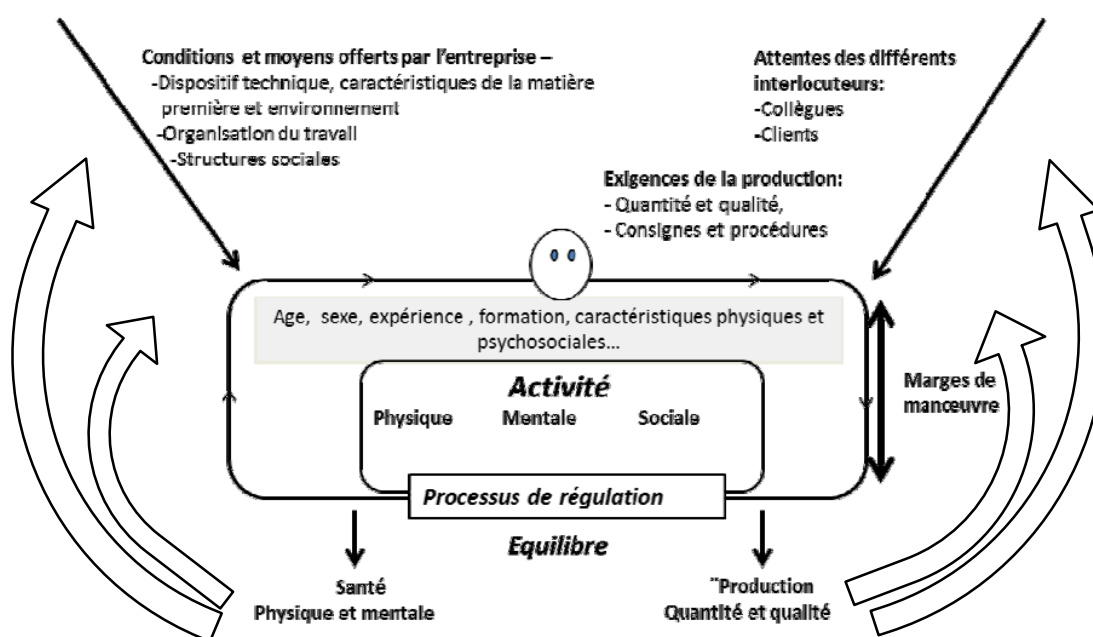 Conditions et moyens offerts par l'entreprise –
-Dispositif technique, caractéristiques de la matière
première et environnement
-Organisation du travail
-Structures sociales
Attentes des différents
interlocuteurs:
-Collègues
-Clients
Exigences de la production:
- Quantité et qualité,
- Consignes et procédures
Age, sexe, expérience , formation, caractéristiques physiques et
psychosociales...
Activité
Physique Mentale Sociale
Marges de
manœuvre
Processus de régulation
Equilibre
Santé
Physique et mentale
¨Production
Quantité et qualité